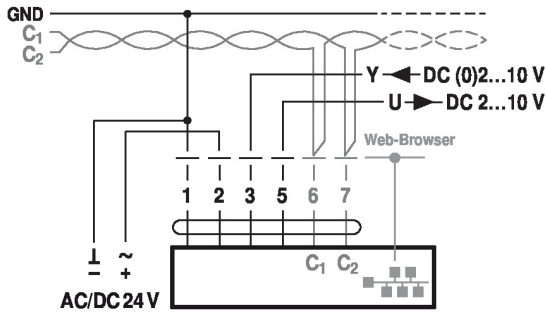 GND
C1
C2
Y DC (0)2...10 V
U DC 2...10 V
Web-Browser
1 2 3 5 6 7
C1 C2
⊥ ~
− +
AC/DC 24 V